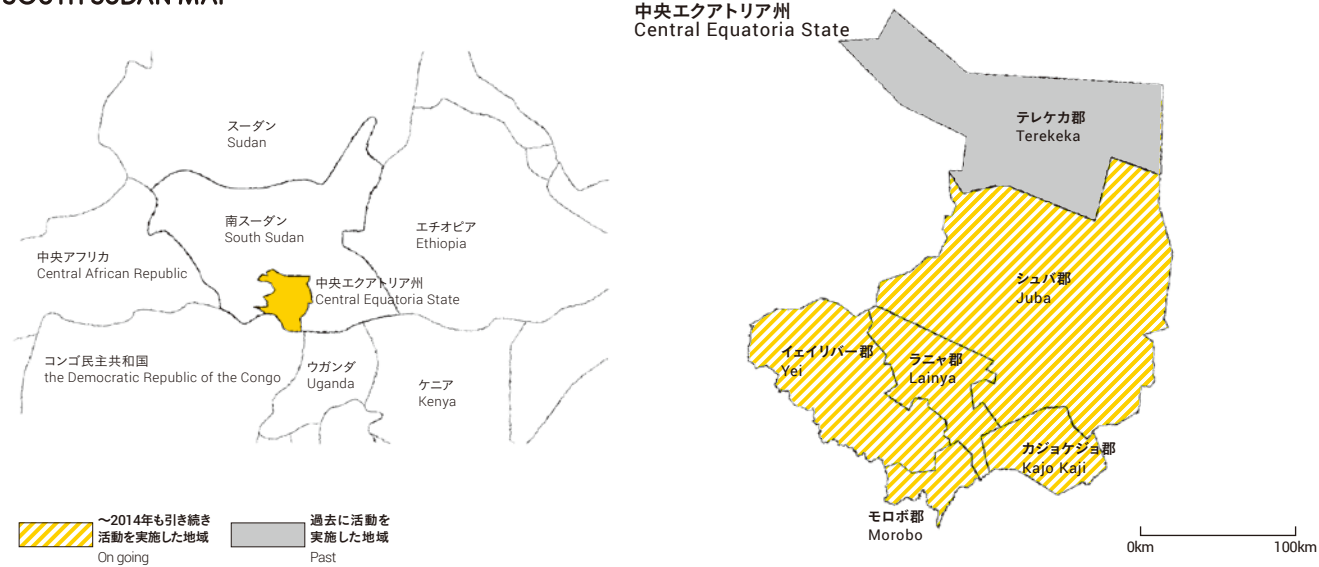 SOUTH SUDAN MAP
中央エクアトリア州
Central Equatoria State
スーダン
Sudan
南スーダン
South Sudan
エチオピア
Ethiopia
中央アフリカ
Central African Republic
中央エクアトリア州
Central Equatoria State
コンゴ民主共和国
the Democratic Republic of the Congo
ウガンダ
Uganda
ケニア
Kenya
テレケカ郡
Terekeka
ジュバ郡
Juba
イェイリバー郡
Yei
ラニャ郡
Lainya
カジョケジョ郡
Kajo Kaji
モロボ郡
Morobo
〜2014年も引き続き
活動を実施した地域
On going
過去に活動を
実施した地域
Past
0km
100km